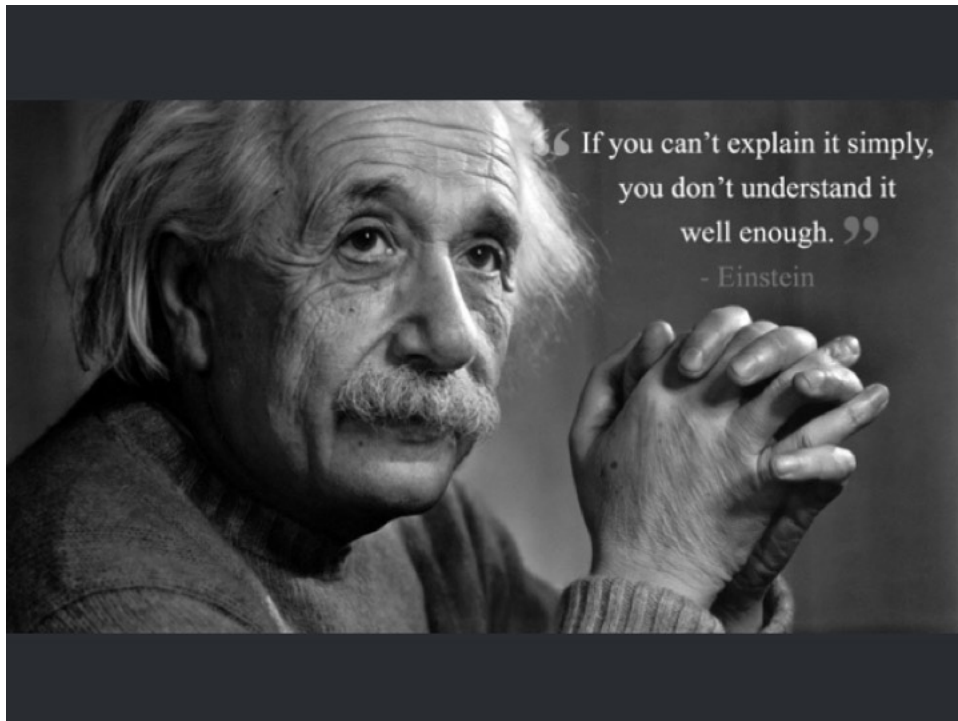 “ If you can’t explain it simply,
you don’t understand it
well enough. ”
- Einstein